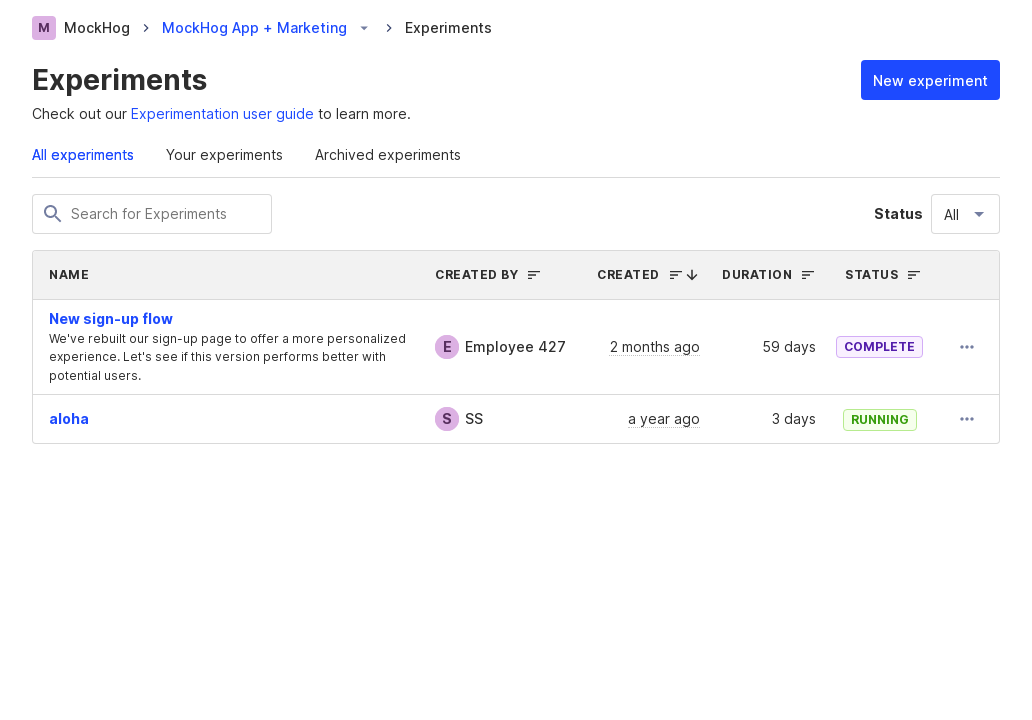 M MockHog MockHog App + Marketing Experiments
Experiments
New experiment
Check out our Experimentation user guide to learn more.
All experiments Your experiments Archived experiments
Search for Experiments
Status All
NAME CREATED BY CREATED DURATION STATUS
New sign-up flow
We've rebuilt our sign-up page to offer a more personalized
experience. Let's see if this version performs better with
potential users.
E Employee 427 2 months ago 59 days COMPLETE
aloha S SS a year ago 3 days RUNNING